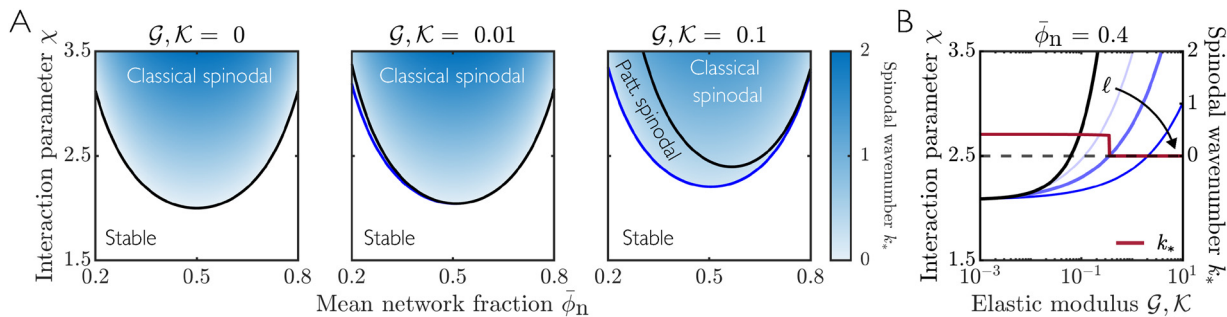 A
Interaction parameter χ
3.5
2.5
1.5
𝒢, 𝒦 = 0
Classical spinodal
Stable
0.2 0.5 0.8
𝒢, 𝒦 = 0.01
Classical spinodal
Stable
0.2 0.5 0.8
𝒢, 𝒦 = 0.1
Classical
spinodal
Patt. spinodal
Stable
0.2 0.5 0.8
Mean network fraction ϕ̄ₙ
2
1
0
Spinodal wavenumber k*
B
Interaction parameter χ
3.5
2.5
1.5
ϕ̄ₙ = 0.4
ℓ
k*
2
1
0
Spinodal wavenumber k*
10⁻³ 10⁻¹ 10¹
Elastic modulus 𝒢, 𝒦